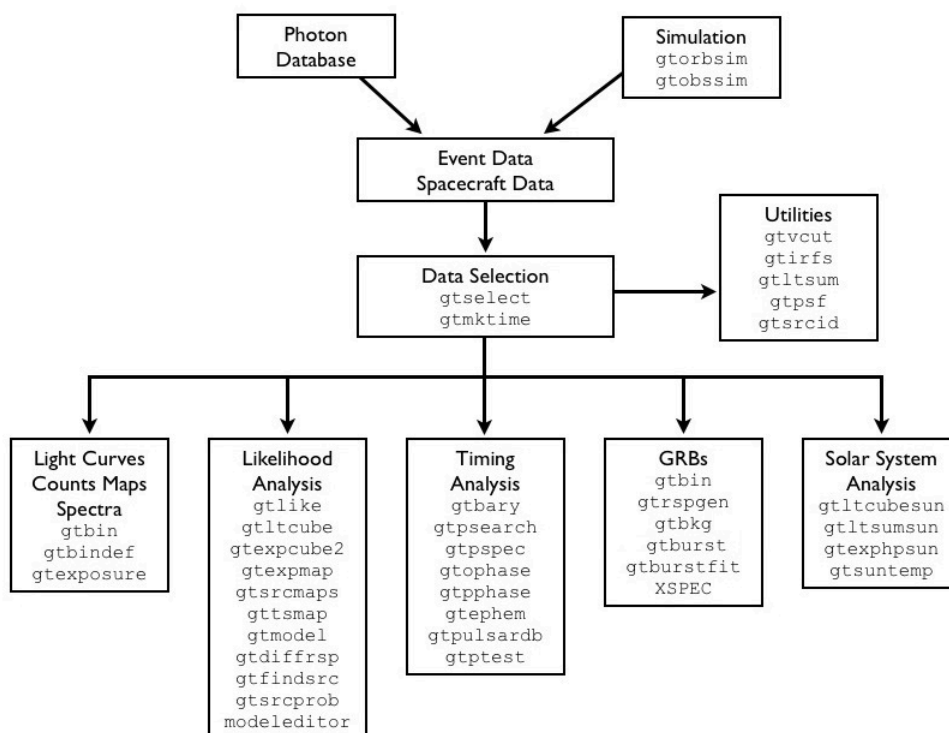 Photon
Database
Simulation
gtorbsim
gtobssim
Event Data
Spacecraft Data
Utilities
gtvcut
gtirfs
gtltsum
gtpsf
gtsrcid
Data Selection
gtselect
gtmktime
Light Curves
Counts Maps
Spectra
gtbin
gtbindef
gtexposure
Likelihood
Analysis
gtlike
gtltcube
gtexpcube2
gtexpmap
gtsrcmaps
gttsmap
gtmodel
gtdiffrsp
gtfindsrc
gtsrcprob
modeleditor
Timing
Analysis
gtbary
gtpsearch
gtpspec
gtophase
gtpphase
gtephem
gtpulsardb
gtptest
GRBs
gtbin
gtrspgen
gtbkg
gtburst
gtburstfit
XSPEC
Solar System
Analysis
gtltcubesun
gtltsumsun
gtexphpsun
gtsuntemp